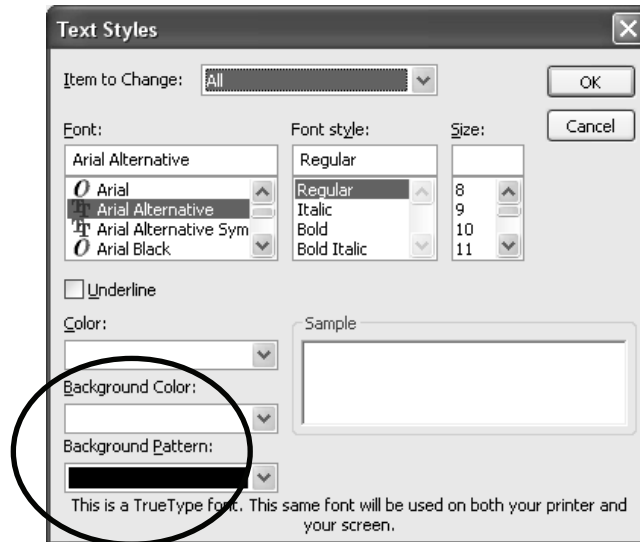 Text Styles
Item to Change: All
OK
Cancel
Font: Font style: Size:
Arial Alternative Regular
Arial Regular 8
Arial Alternative Italic 9
Arial Alternative Sym Bold 10
Arial Black Bold Italic 11
Underline
Color: Sample
Background Color:
Background Pattern:
This is a TrueType font. This same font will be used on both your printer and
your screen.